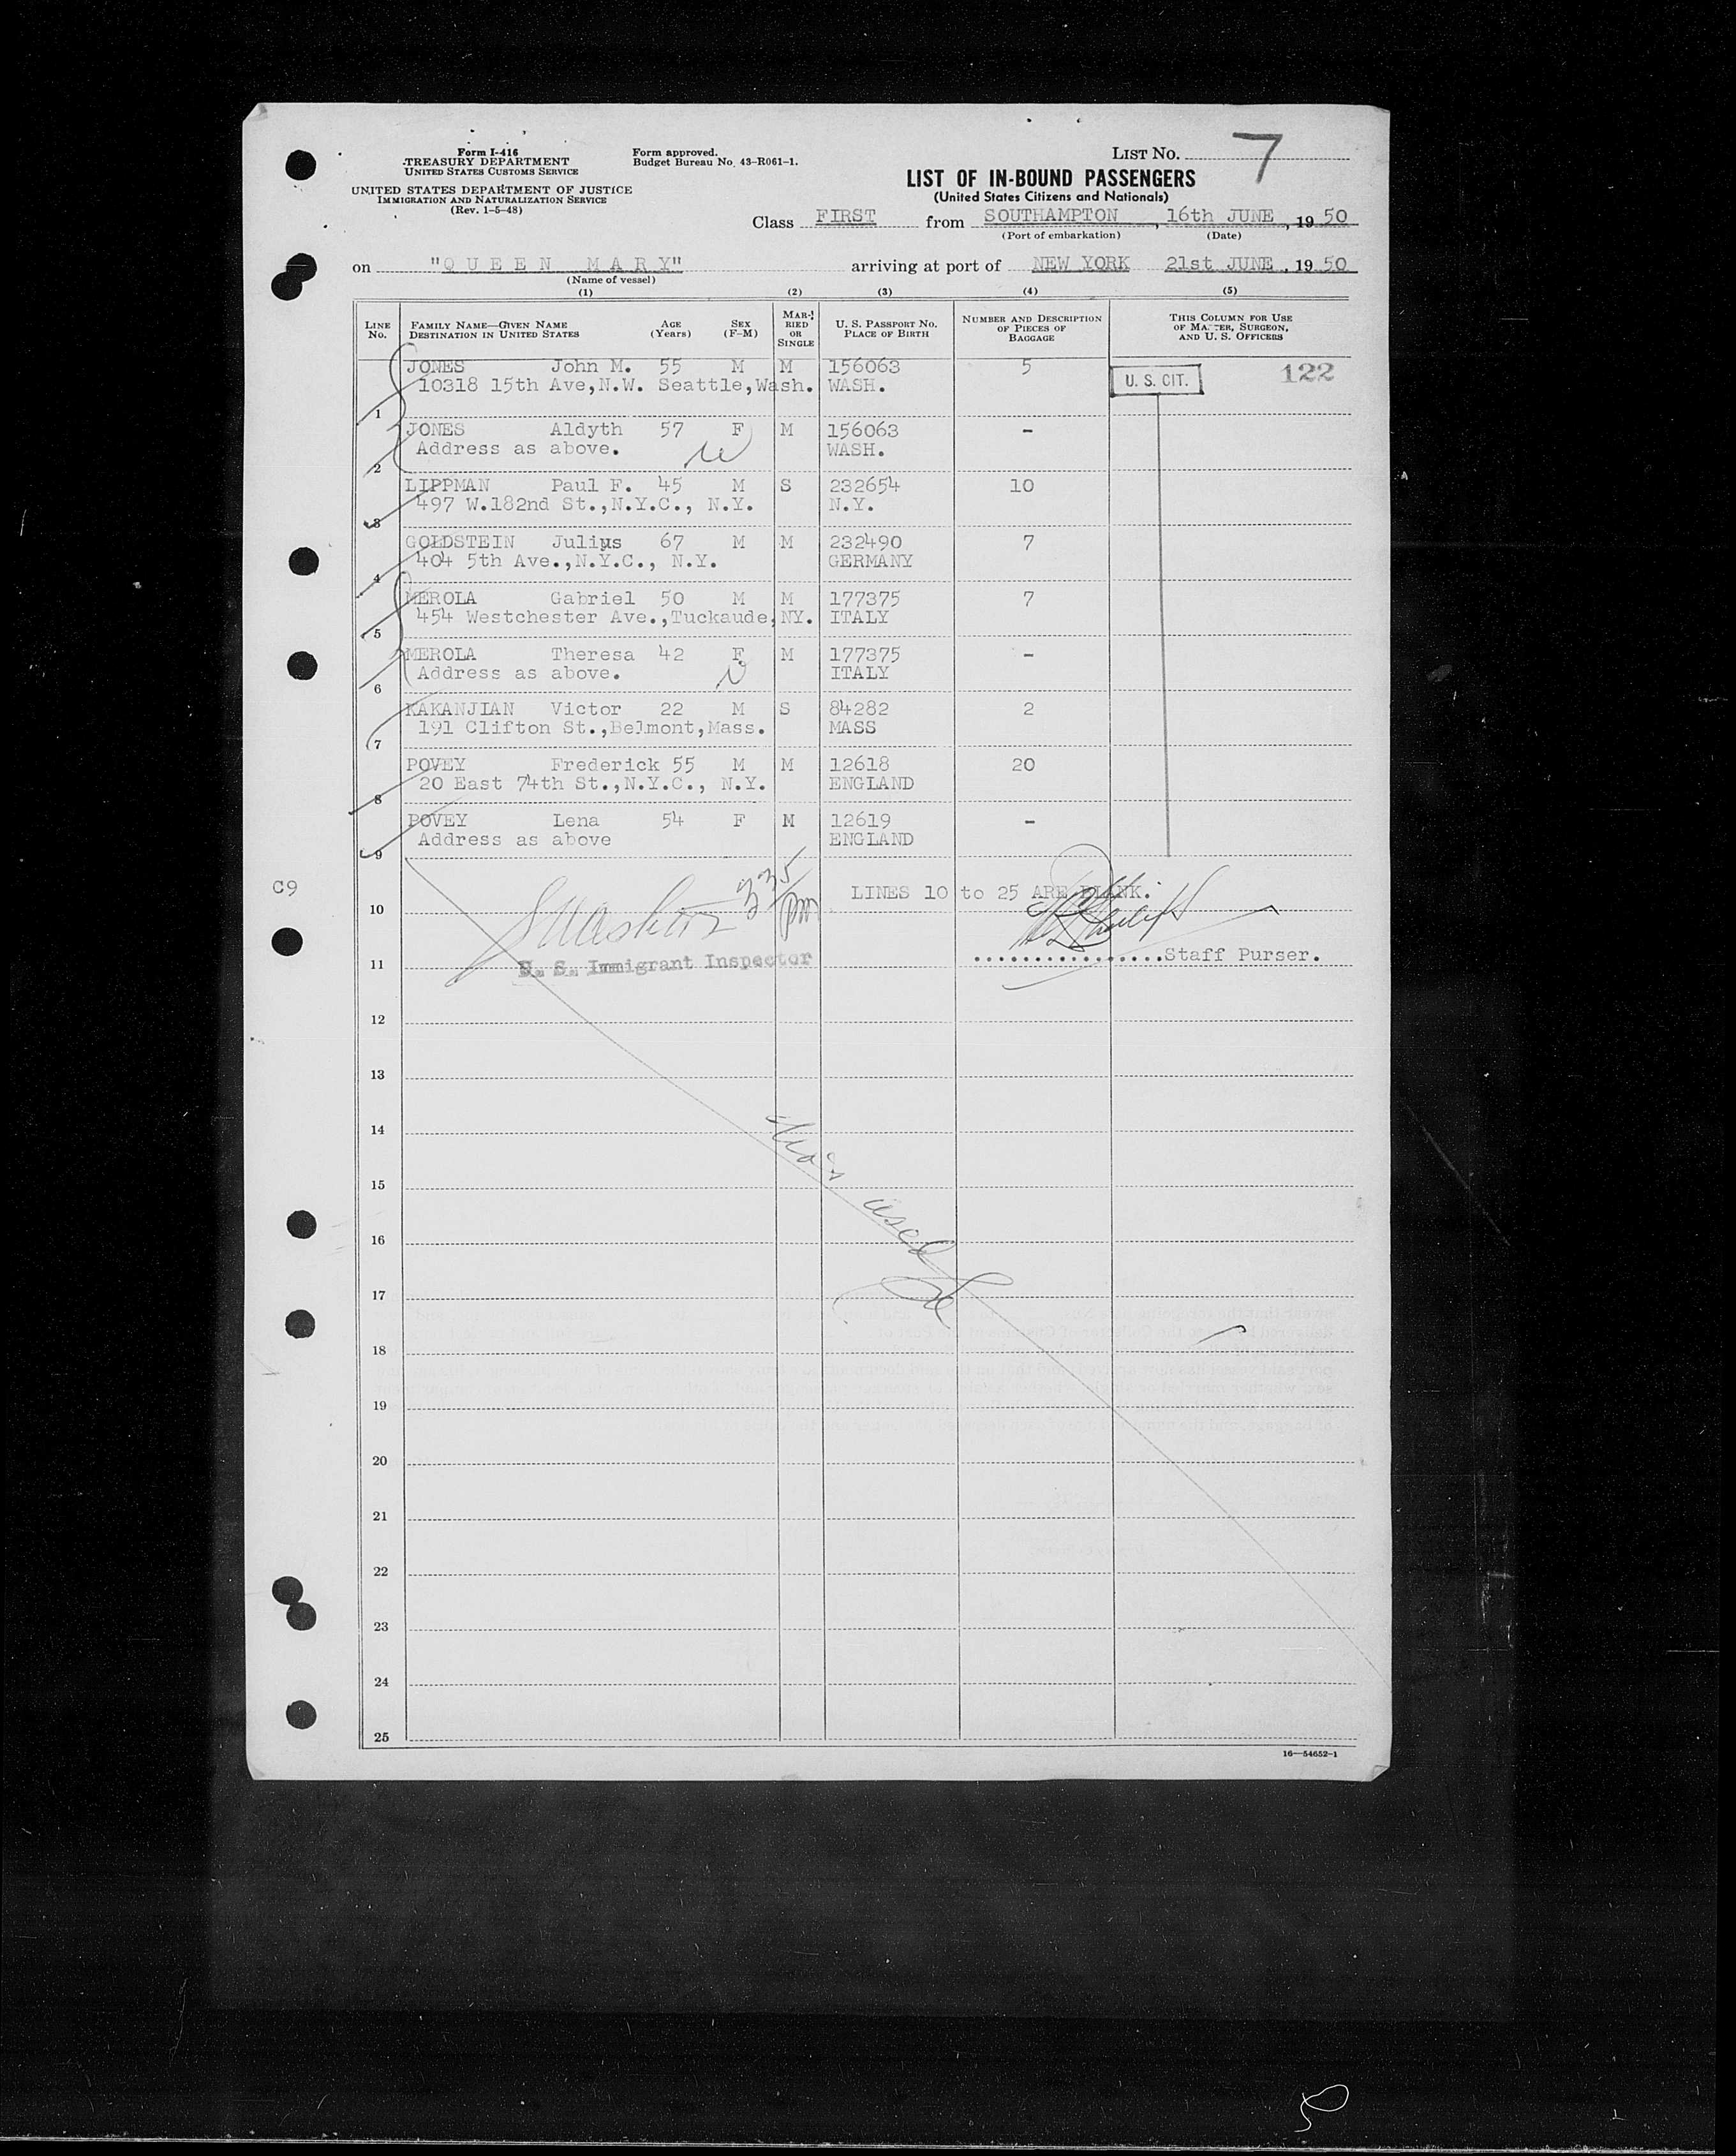 Form I-416
TREASURY DEPARTMENT
UNITED STATES CUSTOMS SERVICE
UNITED STATES DEPARTMENT OF JUSTICE
IMMIGRATION AND NATURALIZATION SERVICE
(Rev. 1-5-48)
Form approved.
Budget Bureau No. 43-R061-1.
LIST NO. 7
LIST OF IN-BOUND PASSENGERS
(United States Citizens and Nationals)
Class FIRST from SOUTHAMPTON, 16th JUNE, 19 50
(Port of embarkation) (Date)
on "QUEEN MARY" arriving at port of NEW YORK 21st JUNE, 19 50
(Name of vessel)
(1) (2) (3) (4) (5)
LINE NO. FAMILY NAME—GIVEN NAME DESTINATION IN UNITED STATES AGE (Years) SEX (F-M) MARRIED OR SINGLE U. S. PASSPORT NO. PLACE OF BIRTH NUMBER AND DESCRIPTION OF PIECES OF BAGGAGE THIS COLUMN FOR USE OF MASTER, SURGEON, AND U. S. OFFICERS
JONES John M. 55 M M 156063 5 U. S. CIT. 122
10318 15th Ave,N.W. Seattle,Wash. WASH.
1
JONES Aldyth 57 F M 156063 -
Address as above. WASH.
2
LIPPMAN Paul F. 45 M S 232654 10
497 W.182nd St.,N.Y.C., N.Y. N.Y.
3
GOLDSTEIN Julius 67 M M 232490 7
404 5th Ave.,N.Y.C., N.Y. GERMANY
4
MEROLA Gabriel 50 M M 177375 7
454 Westchester Ave.,Tuckaude,NY. ITALY
5
MEROLA Theresa 42 F M 177375 -
Address as above. ITALY
6
KAKANJIAN Victor 22 M S 84282 2
191 Clifton St.,Belmont,Mass. MASS
7
POVEY Frederick 55 M M 12618 20
20 East 74th St.,N.Y.C., N.Y. ENGLAND
8
POVEY Lena 54 F M 12619 -
Address as above ENGLAND
9
C9
335 pm
LINES 10 to 25 ARE BLANK.
10
U. S. Immigrant Inspector
................Staff Purser.
11
12
13
14
15
used
16
17
18
19
20
21
22
23
24
25
16—54652-1